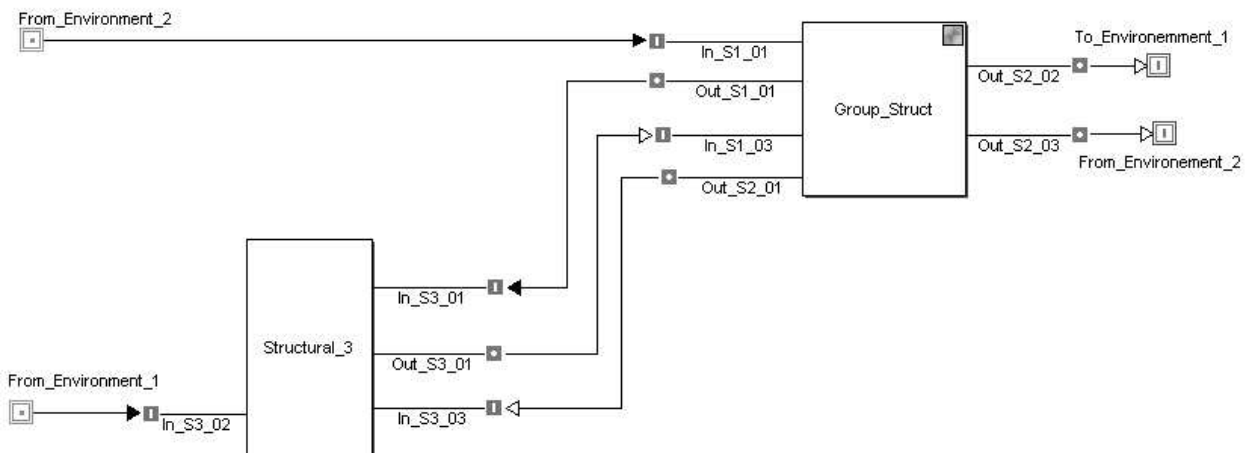 From_Environment_2
To_Environemment_1
In_S1_01
Out_S2_02
Out_S1_01
Group_Struct
In_S1_03
Out_S2_03
From_Environement_2
Out_S2_01
In_S3_01
Structural_3
Out_S3_01
From_Environment_1
In_S3_02
In_S3_03